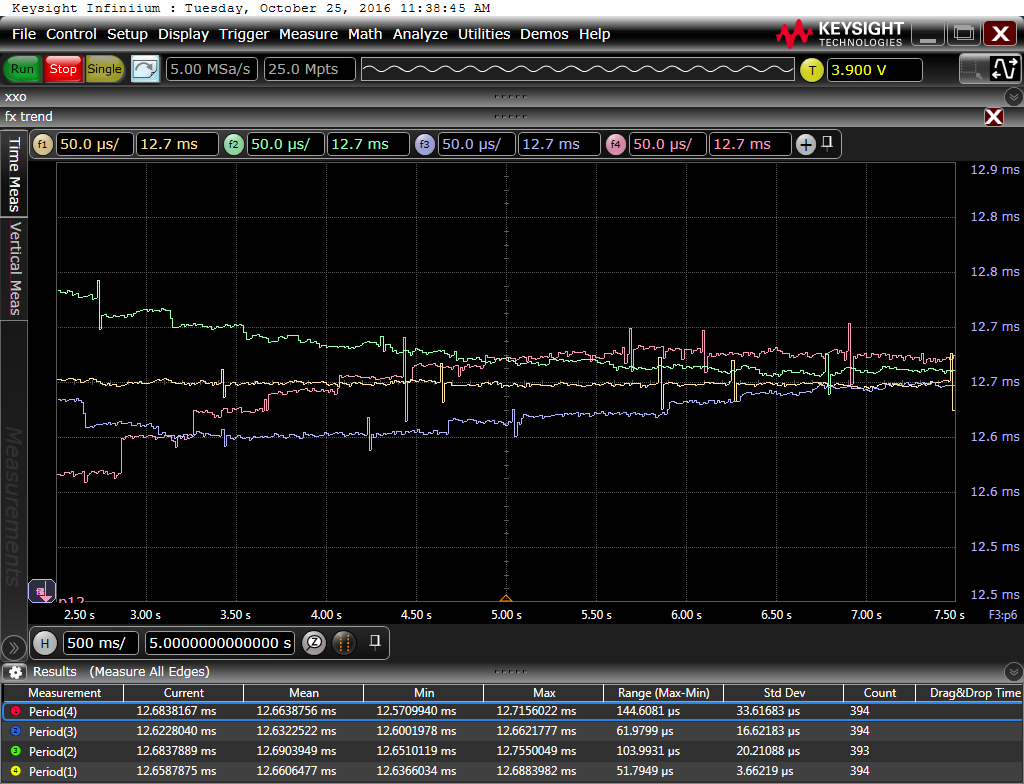 Keysight Infiniium : Tuesday, October 25, 2016 11:38:45 AM
File Control Setup Display Trigger Measure Math Analyze Utilities Demos Help
KEYSIGHT
TECHNOLOGIES
Run Stop Single 5.00 MSa/s 25.0 Mpts T 3.900 V
xxo
fx trend
f1 50.0 µs/ 12.7 ms f2 50.0 µs/ 12.7 ms f3 50.0 µs/ 12.7 ms f4 50.0 µs/ 12.7 ms
Time Meas
Vertical Meas
Measurements
12.9 ms
12.8 ms
12.8 ms
12.7 ms
12.7 ms
12.6 ms
12.6 ms
12.5 ms
12.5 ms
2.50 s 3.00 s 3.50 s 4.00 s 4.50 s 5.00 s 5.50 s 6.00 s 6.50 s 7.00 s 7.50 s F3:p6
H 500 ms/ 5.0000000000000 s
Results (Measure All Edges)
Measurement Current Mean Min Max Range (Max-Min) Std Dev Count Drag&Drop Time
Period(4) 12.6838167 ms 12.6638756 ms 12.5709940 ms 12.7156022 ms 144.6081 µs 33.61683 µs 394
Period(3) 12.6228040 ms 12.6322522 ms 12.6001978 ms 12.6621777 ms 61.9799 µs 16.62183 µs 394
Period(2) 12.6837889 ms 12.6903949 ms 12.6510119 ms 12.7550049 ms 103.9931 µs 20.21088 µs 393
Period(1) 12.6587875 ms 12.6606477 ms 12.6366034 ms 12.6883982 ms 51.7949 µs 3.66219 µs 394